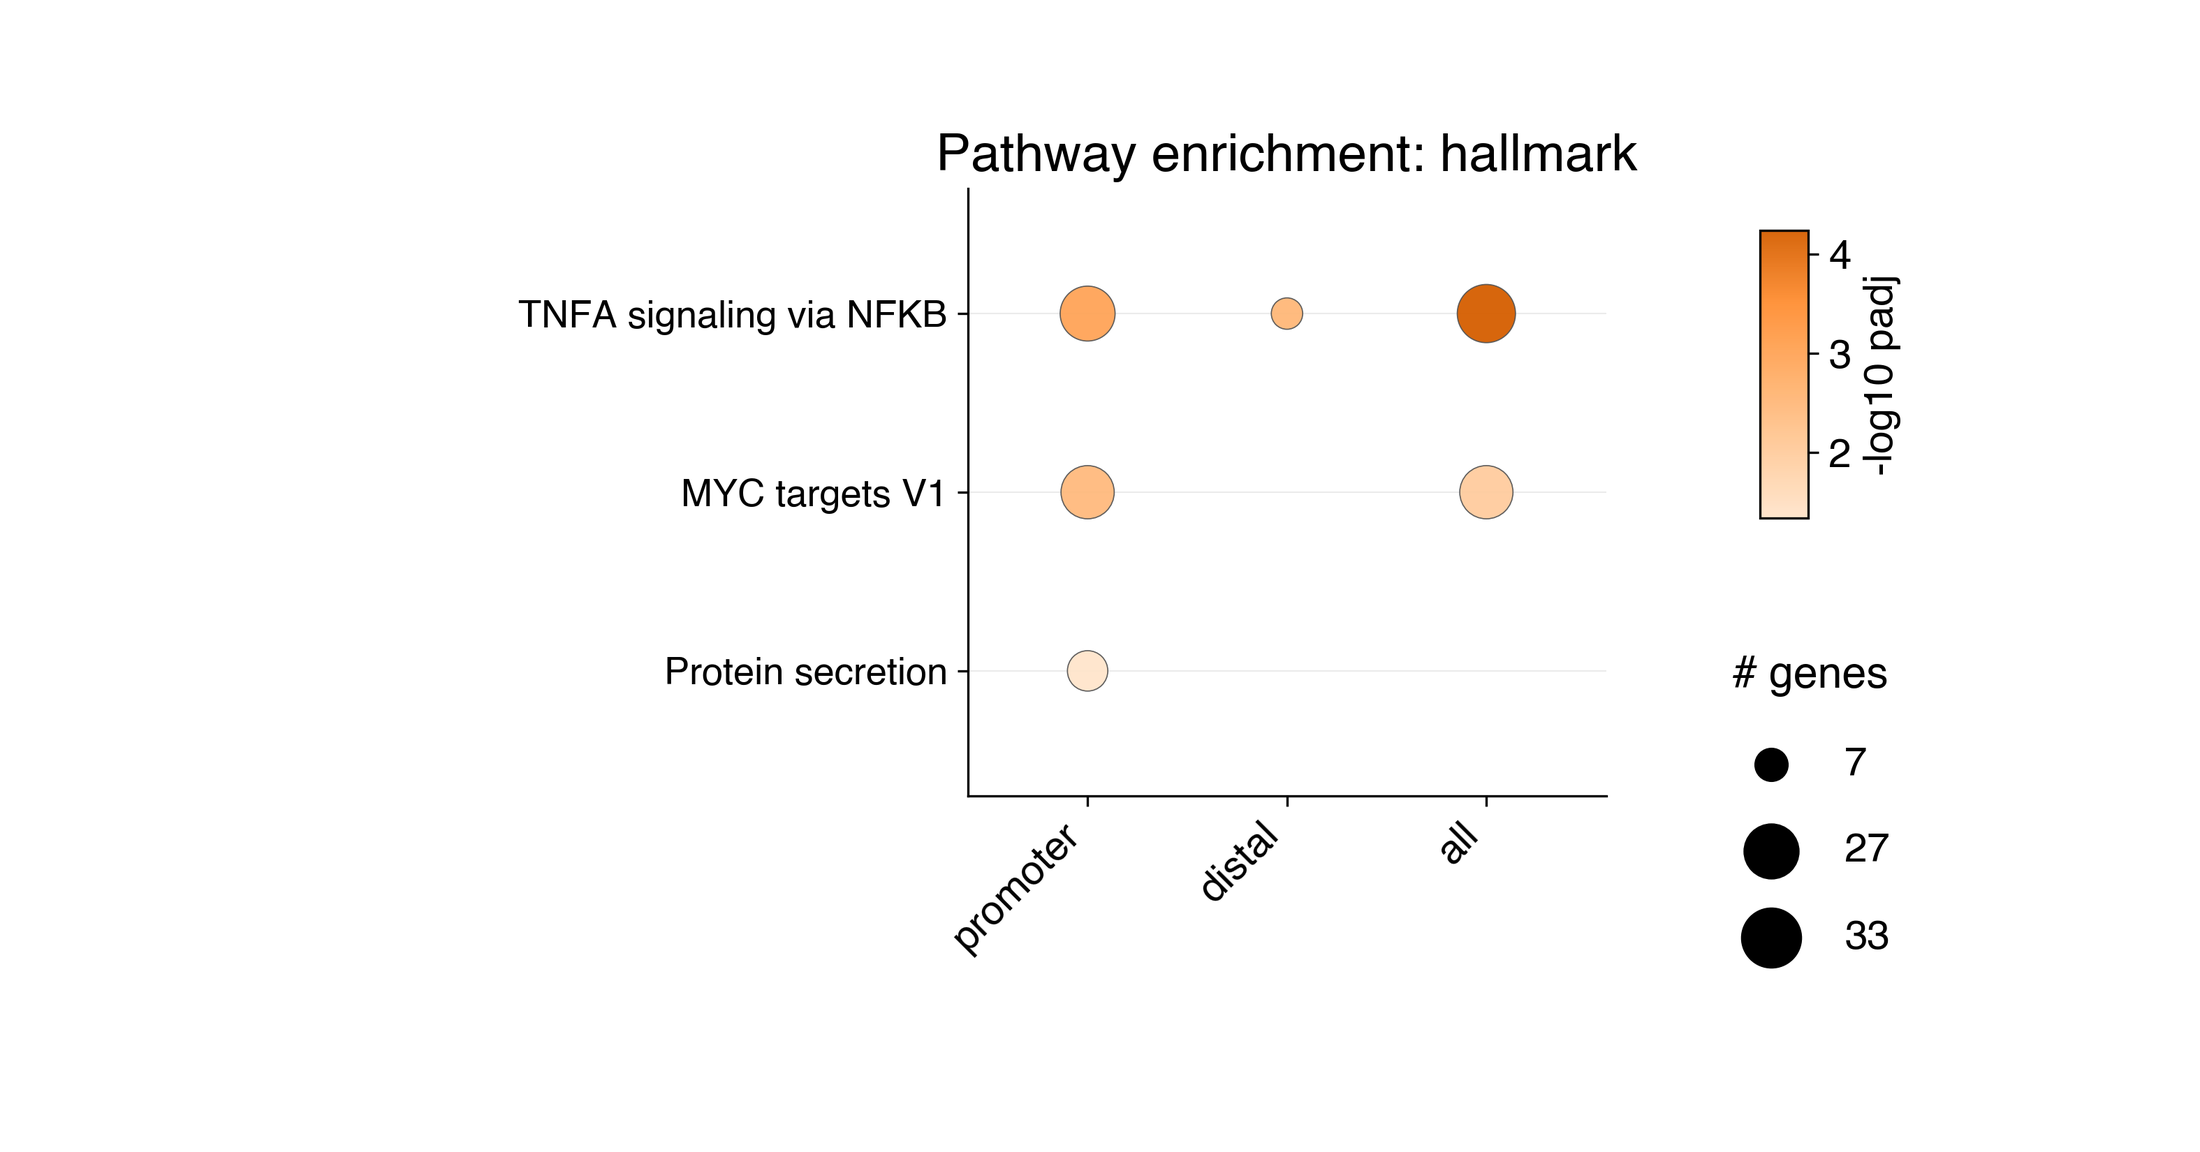 Pathway enrichment: hallmark
TNFA signaling via NFKB
MYC targets V1
Protein secretion
promoter
distal
all
4
3
2
-log10 padj
# genes
7
27
33